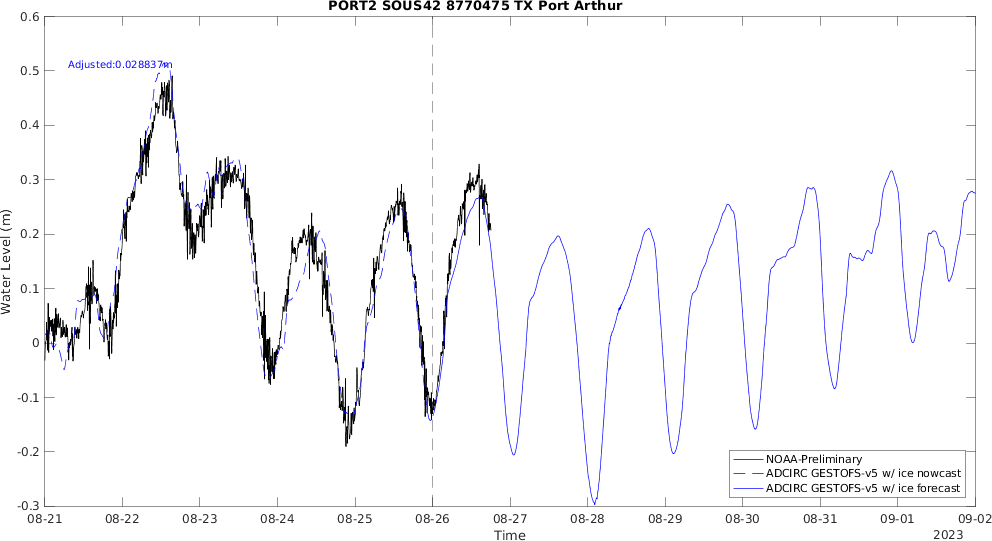 PORT2 SOUS42 8770475 TX Port Arthur
Adjusted:0.028837m
Water Level (m)
0.6
0.5
0.4
0.3
0.2
0.1
0
-0.1
-0.2
-0.3
NOAA-Preliminary
ADCIRC GESTOFS-v5 w/ ice nowcast
ADCIRC GESTOFS-v5 w/ ice forecast
08-21 08-22 08-23 08-24 08-25 08-26 08-27 08-28 08-29 08-30 08-31 09-01 09-02
Time
2023